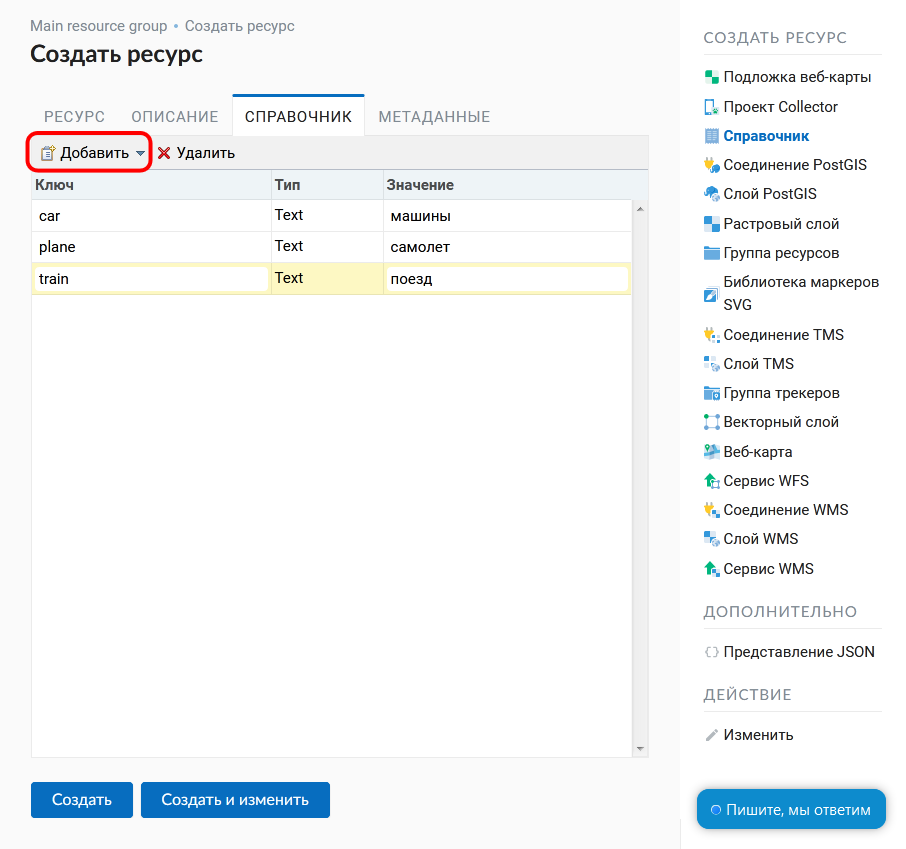 Main resource group • Создать ресурс
Создать ресурс
РЕСУРС ОПИСАНИЕ СПРАВОЧНИК МЕТАДАННЫЕ
Добавить Удалить
Ключ Тип Значение
car Text машины
plane Text самолет
train Text поезд
Создать Создать и изменить
СОЗДАТЬ РЕСУРС
Подложка веб-карты
Проект Collector
Справочник
Соединение PostGIS
Слой PostGIS
Растровый слой
Группа ресурсов
Библиотека маркеров
SVG
Соединение TMS
Слой TMS
Группа трекеров
Векторный слой
Веб-карта
Сервис WFS
Соединение WMS
Слой WMS
Сервис WMS
ДОПОЛНИТЕЛЬНО
Представление JSON
ДЕЙСТВИЕ
Изменить
Пишите, мы ответим